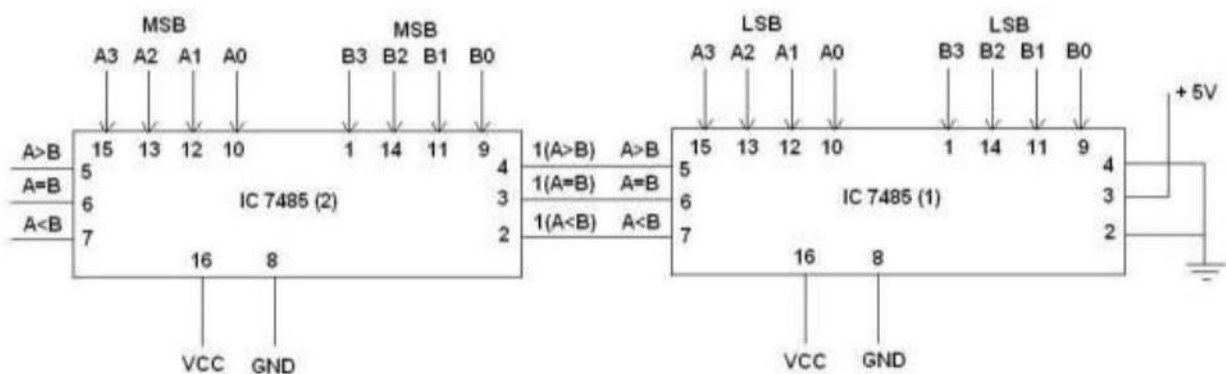 MSB MSB LSB LSB
A3 A2 A1 A0 B3 B2 B1 B0 A3 A2 A1 A0 B3 B2 B1 B0
+ 5V
15 13 12 10 1 14 11 9 15 13 12 10 1 14 11 9
A>B 5 4 1(A>B) A>B 5 4
A=B 6 IC 7485 (2) 3 1(A=B) A=B 6 IC 7485 (1) 3
A<B 7 2 1(A<B) A<B 7 2
16 8 16 8
VCC GND VCC GND